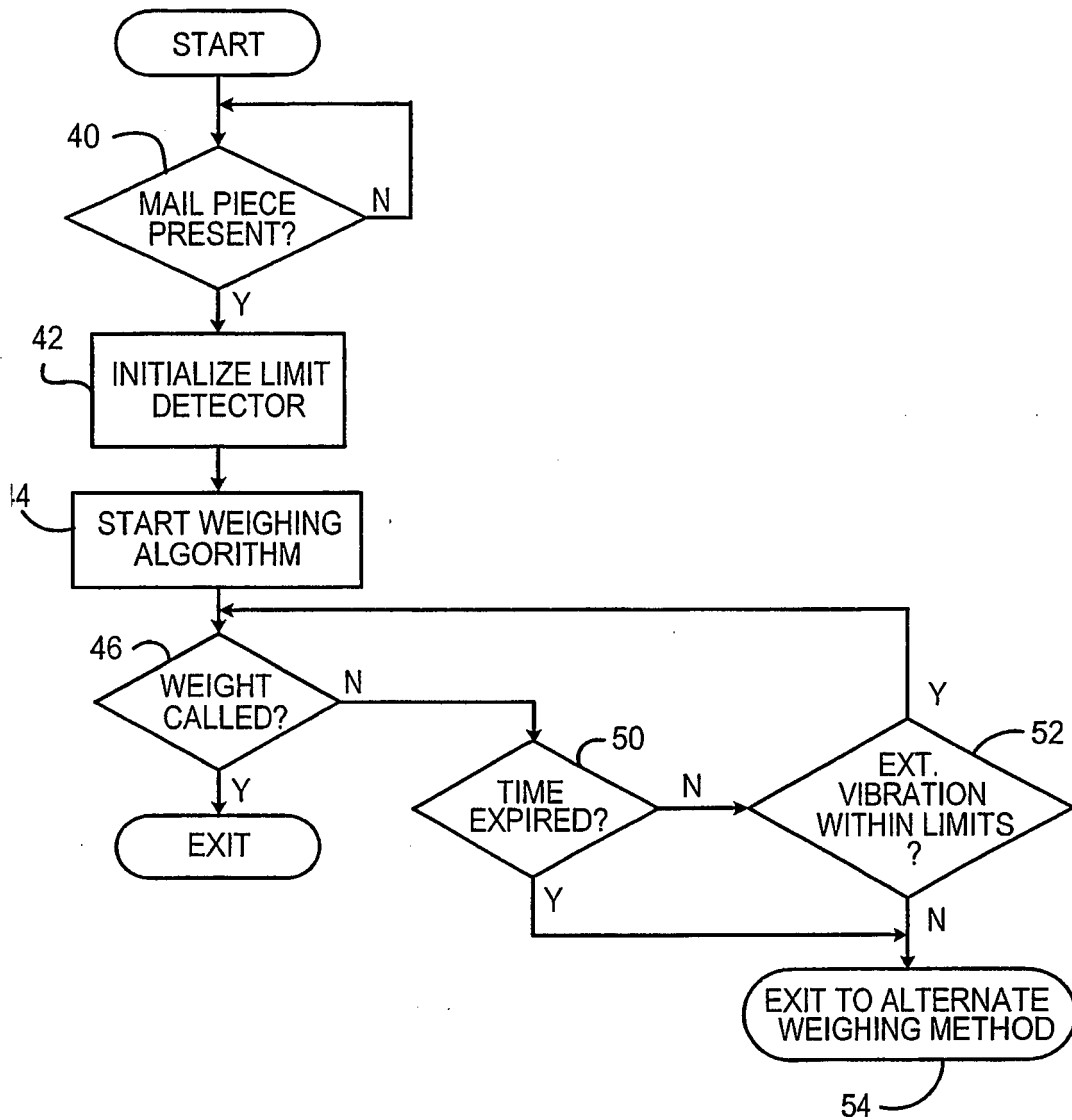 START
40
MAIL PIECE
PRESENT?
N
Y
42
INITIALIZE LIMIT
DETECTOR
44
START WEIGHING
ALGORITHM
46
WEIGHT
CALLED?
N
Y
EXIT
50
TIME
EXPIRED?
N
Y
52
EXT.
VIBRATION
WITHIN LIMITS
?
Y
N
EXIT TO ALTERNATE
WEIGHING METHOD
54